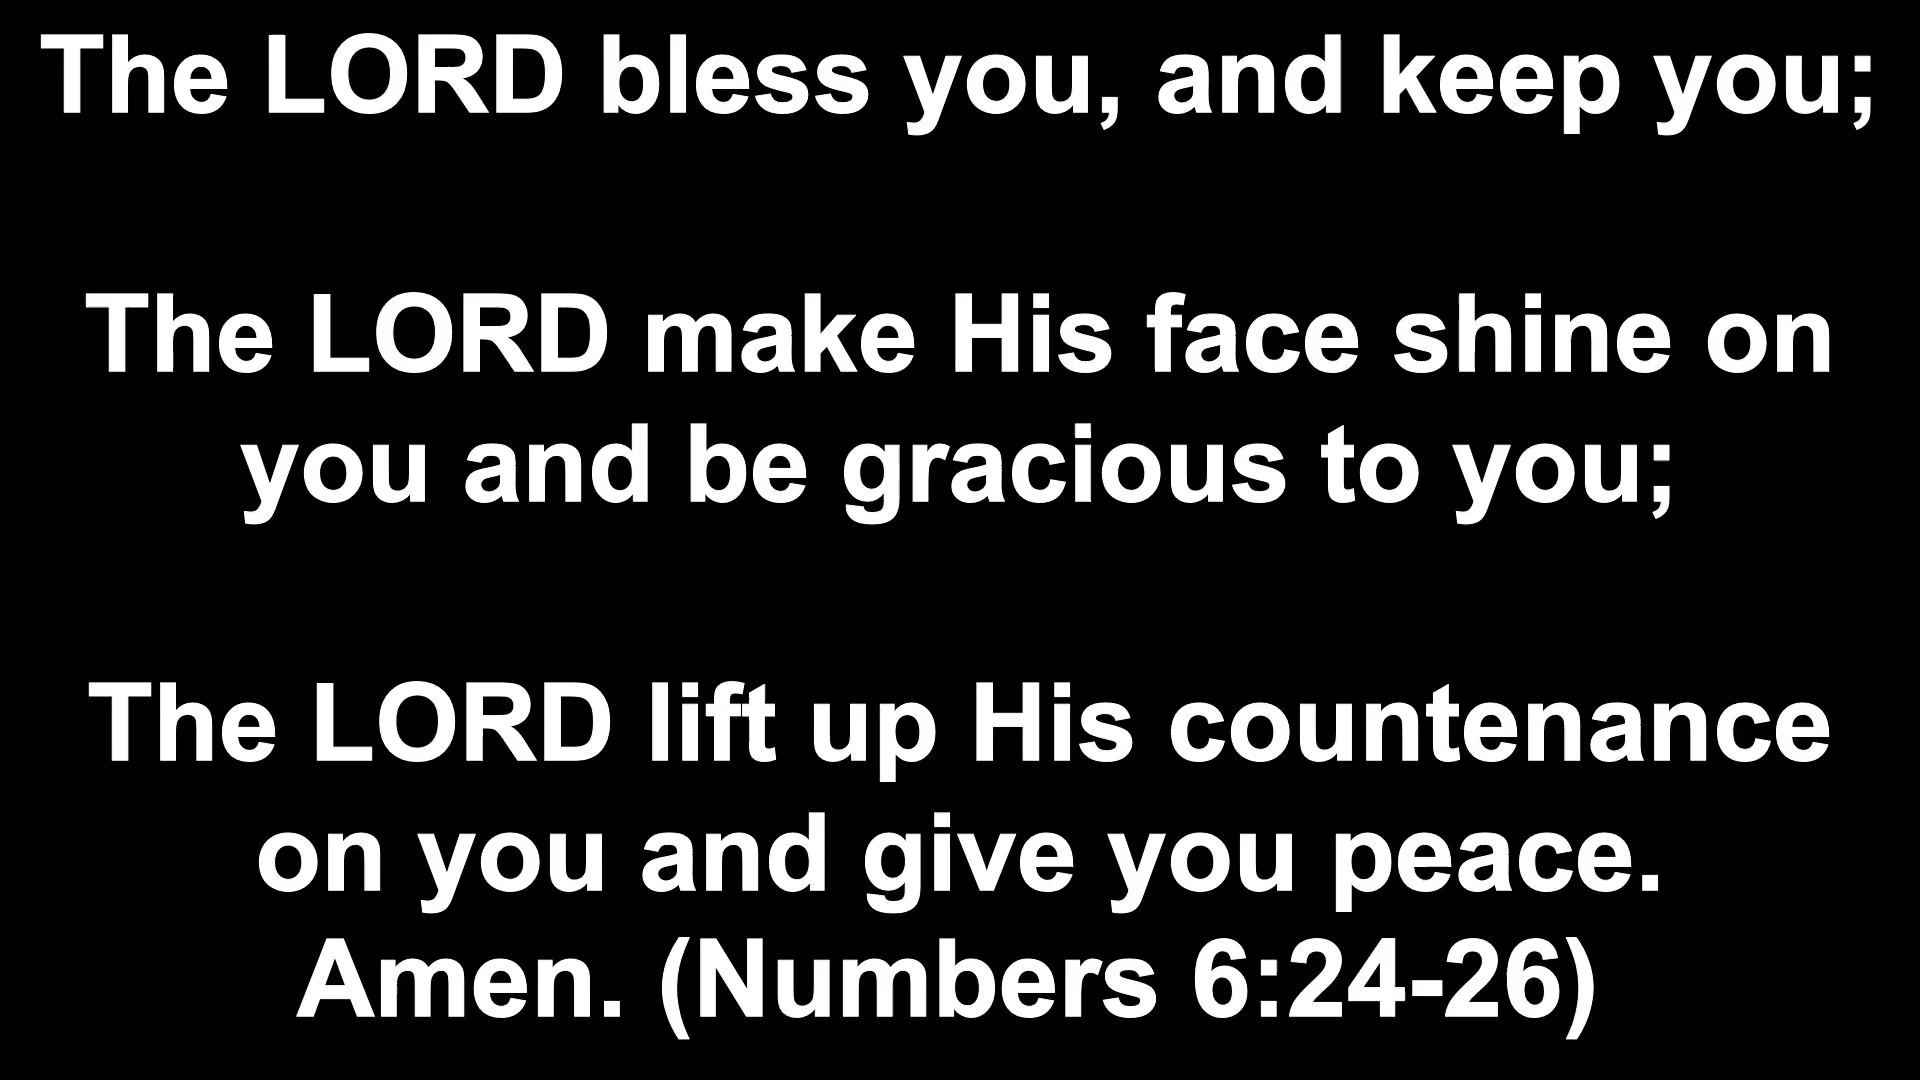 The LORD bless you, and keep you;
The LORD make His face shine on
you and be gracious to you;
The LORD lift up His countenance
on you and give you peace.
Amen. (Numbers 6:24-26)